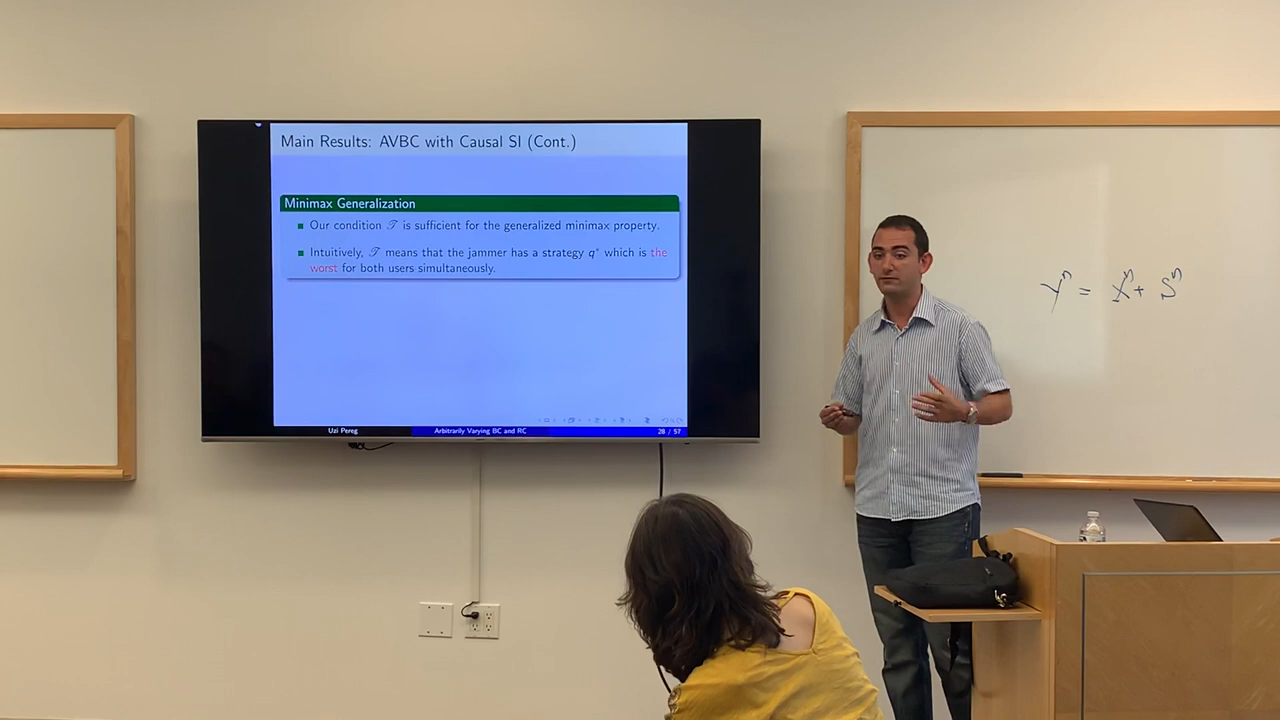 Main Results: AVBC with Causal SI (Cont.)
Minimax Generalization
Our condition 𝒯 is sufficient for the generalized minimax property.
Intuitively, 𝒯 means that the jammer has a strategy q* which is the
worst for both users simultaneously.
Uzi Pereg Arbitrarily Varying BC and RC 28 / 57
Yⁿ = Xⁿ + Sⁿ